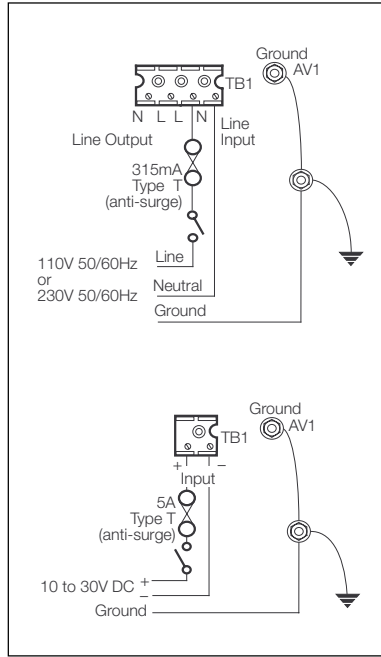 Ground
AV1
TB1
N L L N
Line Output
Line
Input
315mA
Type T
(anti-surge)
110V 50/60Hz
or
230V 50/60Hz
Line
Neutral
Ground
Ground
AV1
TB1
+ −
Input
5A
Type T
(anti-surge)
10 to 30V DC + −
Ground